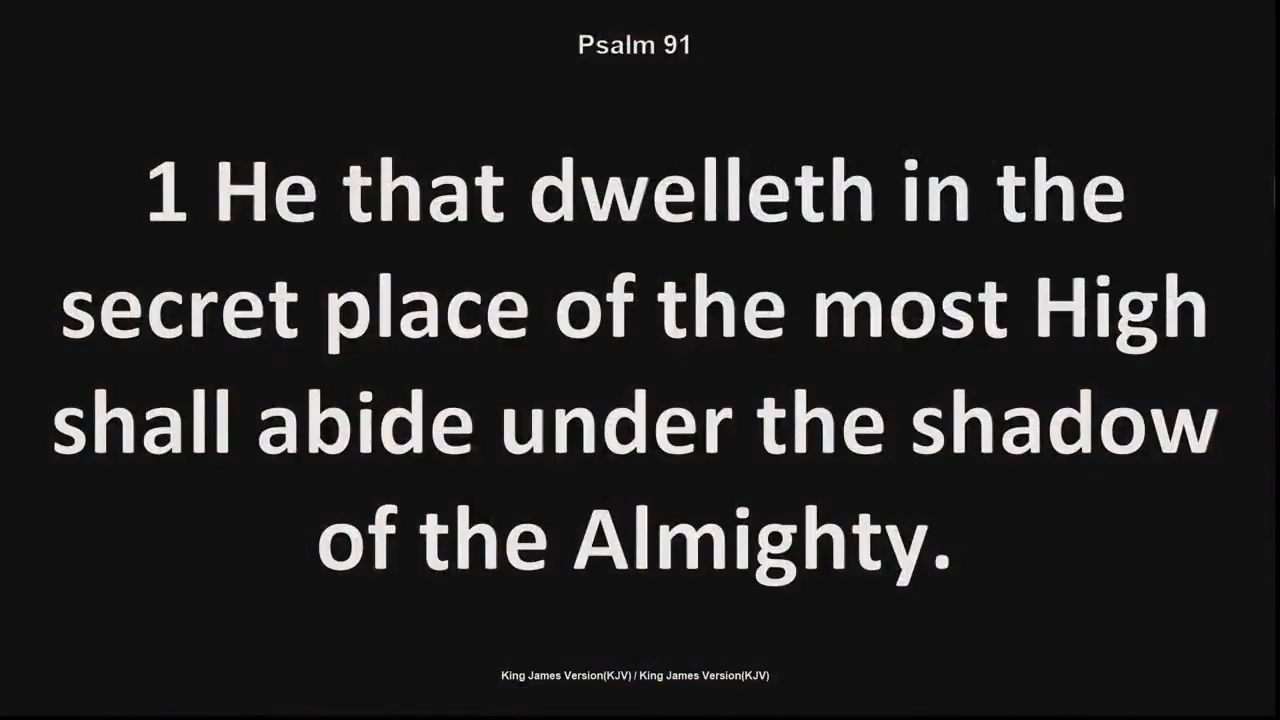 Psalm 91
1 He that dwelleth in the
secret place of the most High
shall abide under the shadow
of the Almighty.
King James Version(KJV) / King James Version(KJV)